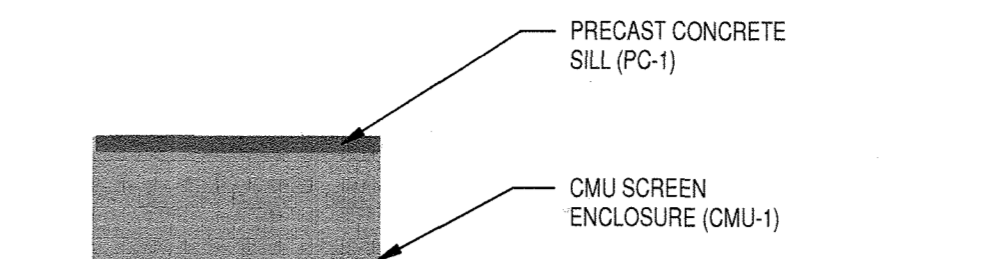 PRECAST CONCRETE
SILL (PC-1)
CMU SCREEN
ENCLOSURE (CMU-1)